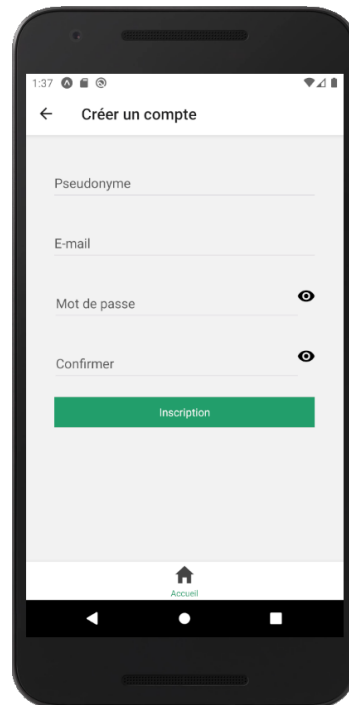 1:37
Créer un compte
Pseudonyme
E-mail
Mot de passe
Confirmer
Inscription
Accueil